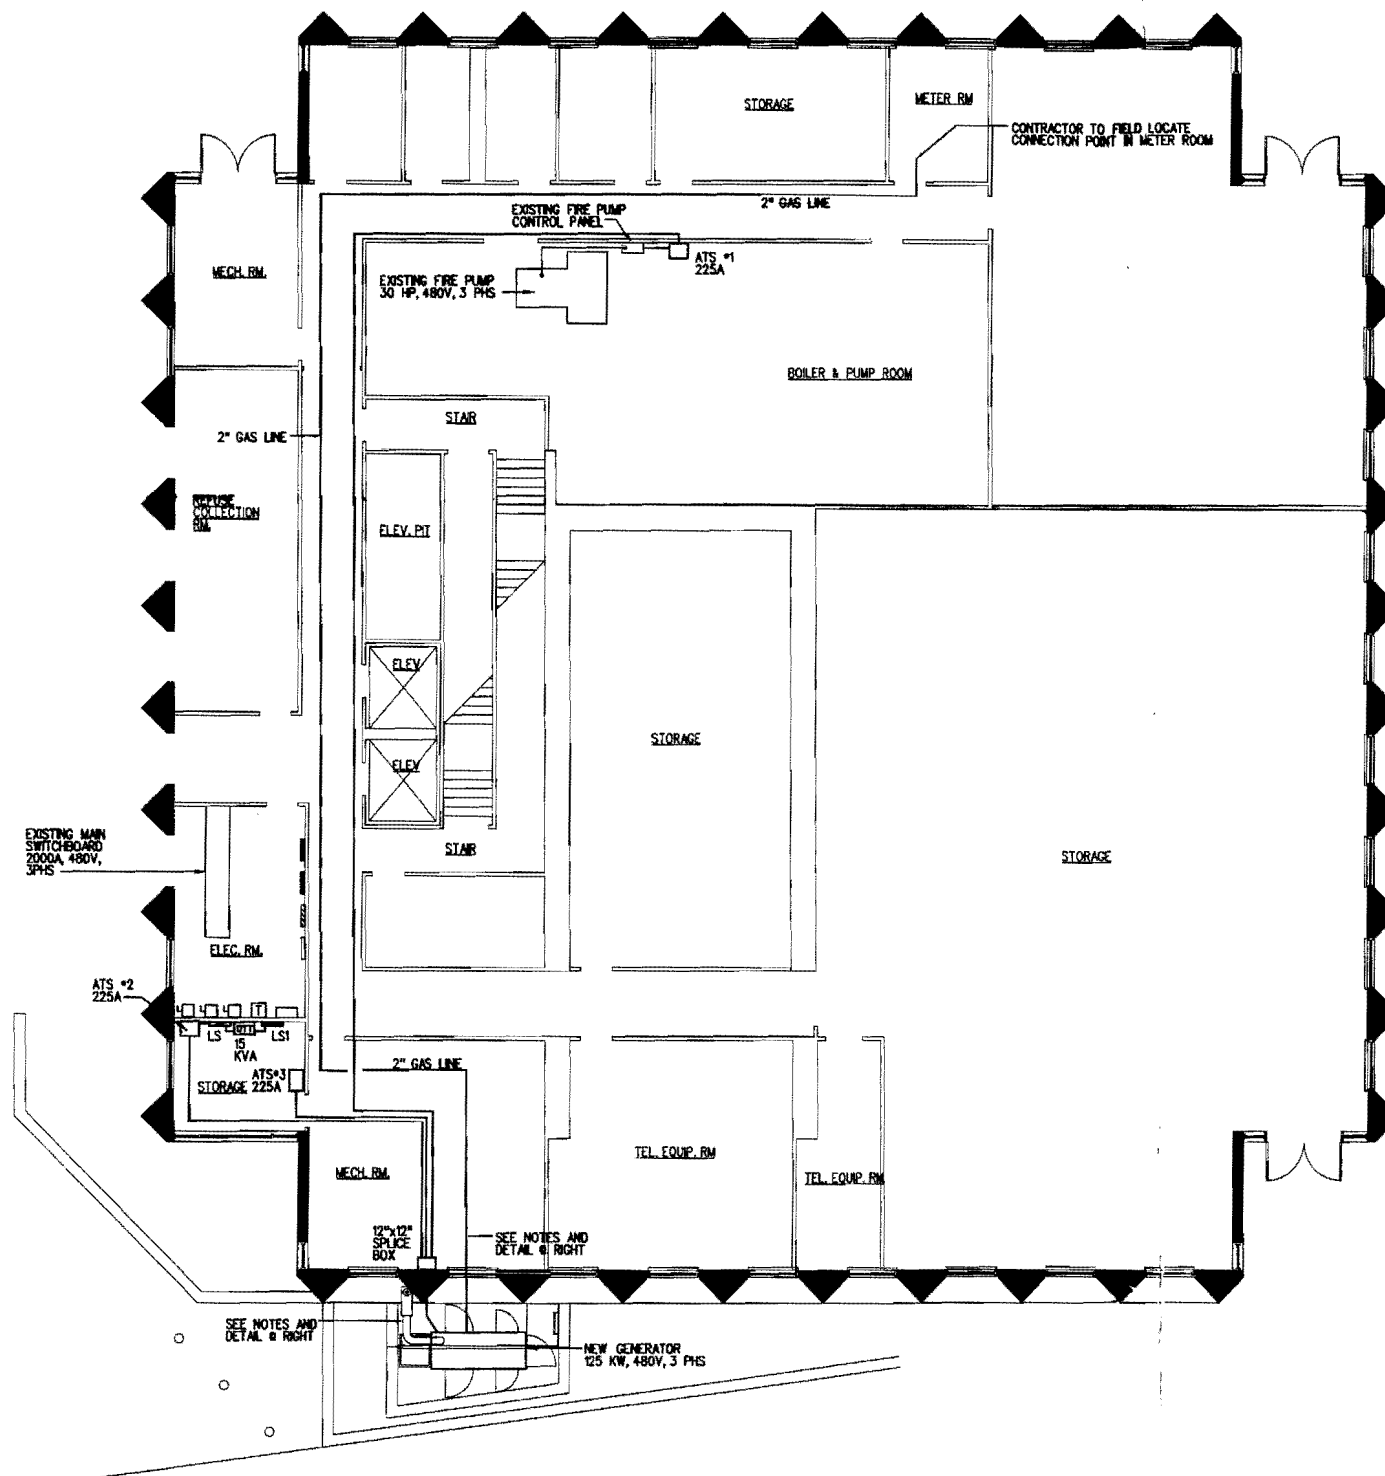 STORAGE
METER RM
CONTRACTOR TO FIELD LOCATE
CONNECTION POINT IN METER ROOM
2" GAS LINE
EXISTING FIRE PUMP
CONTROL PANEL
ATS #1
225A
MECH. RM.
EXISTING FIRE PUMP
30 HP, 480V, 3 PHS
BOILER & PUMP ROOM
STAIR
2" GAS LINE
REFUSE
COLLECTION
RM.
ELEV. PIT
ELEV
STORAGE
ELEV
EXISTING MAIN
SWITCHBOARD
2000A, 480V,
3PHS
STAIR
STORAGE
ELEC. RM.
ATS #2
225A
T
LS
15
KVA
LS1
2" GAS LINE
ATS#3
225A
STORAGE
TEL. EQUIP. RM
MECH. RM.
TEL. EQUIP. RM
12"x12"
SPLICE
BOX
SEE NOTES AND
DETAIL @ RIGHT
SEE NOTES AND
DETAIL @ RIGHT
NEW GENERATOR
125 KW, 480V, 3 PHS